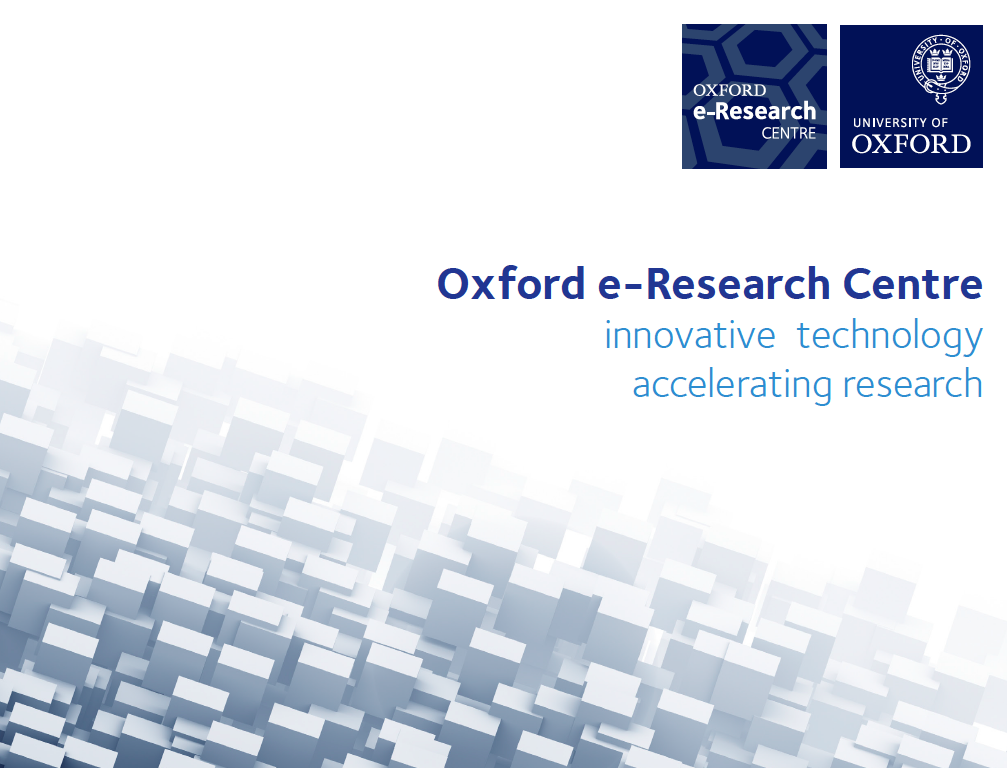 OXFORD
e-Research
CENTRE
UNIVERSITY · OF · OXFORD
UNIVERSITY OF
OXFORD
Oxford e-Research Centre
innovative technology
accelerating research